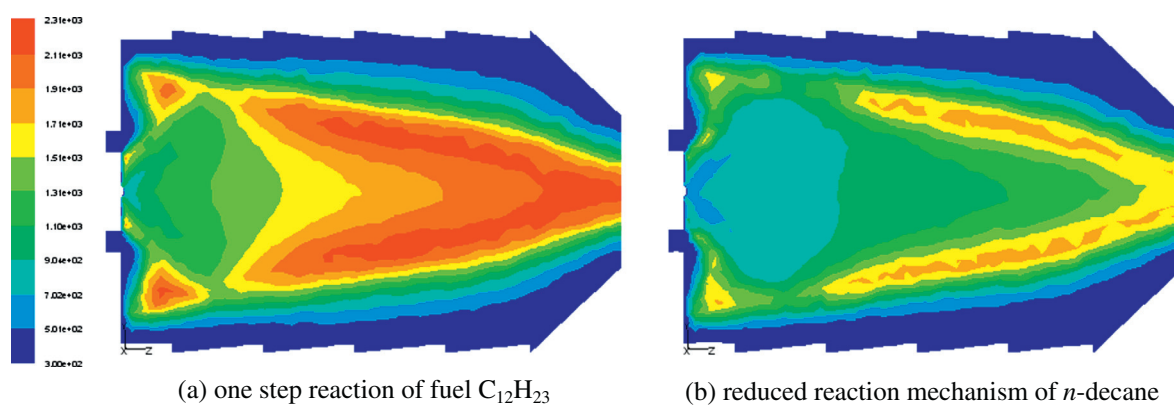 2.31e+03
2.11e+03
1.91e+03
1.71e+03
1.51e+03
1.31e+03
1.10e+03
9.04e+02
7.02e+02
5.01e+02
3.00e+02
X Z
X Z
(a) one step reaction of fuel C₁₂H₂₃
(b) reduced reaction mechanism of n-decane